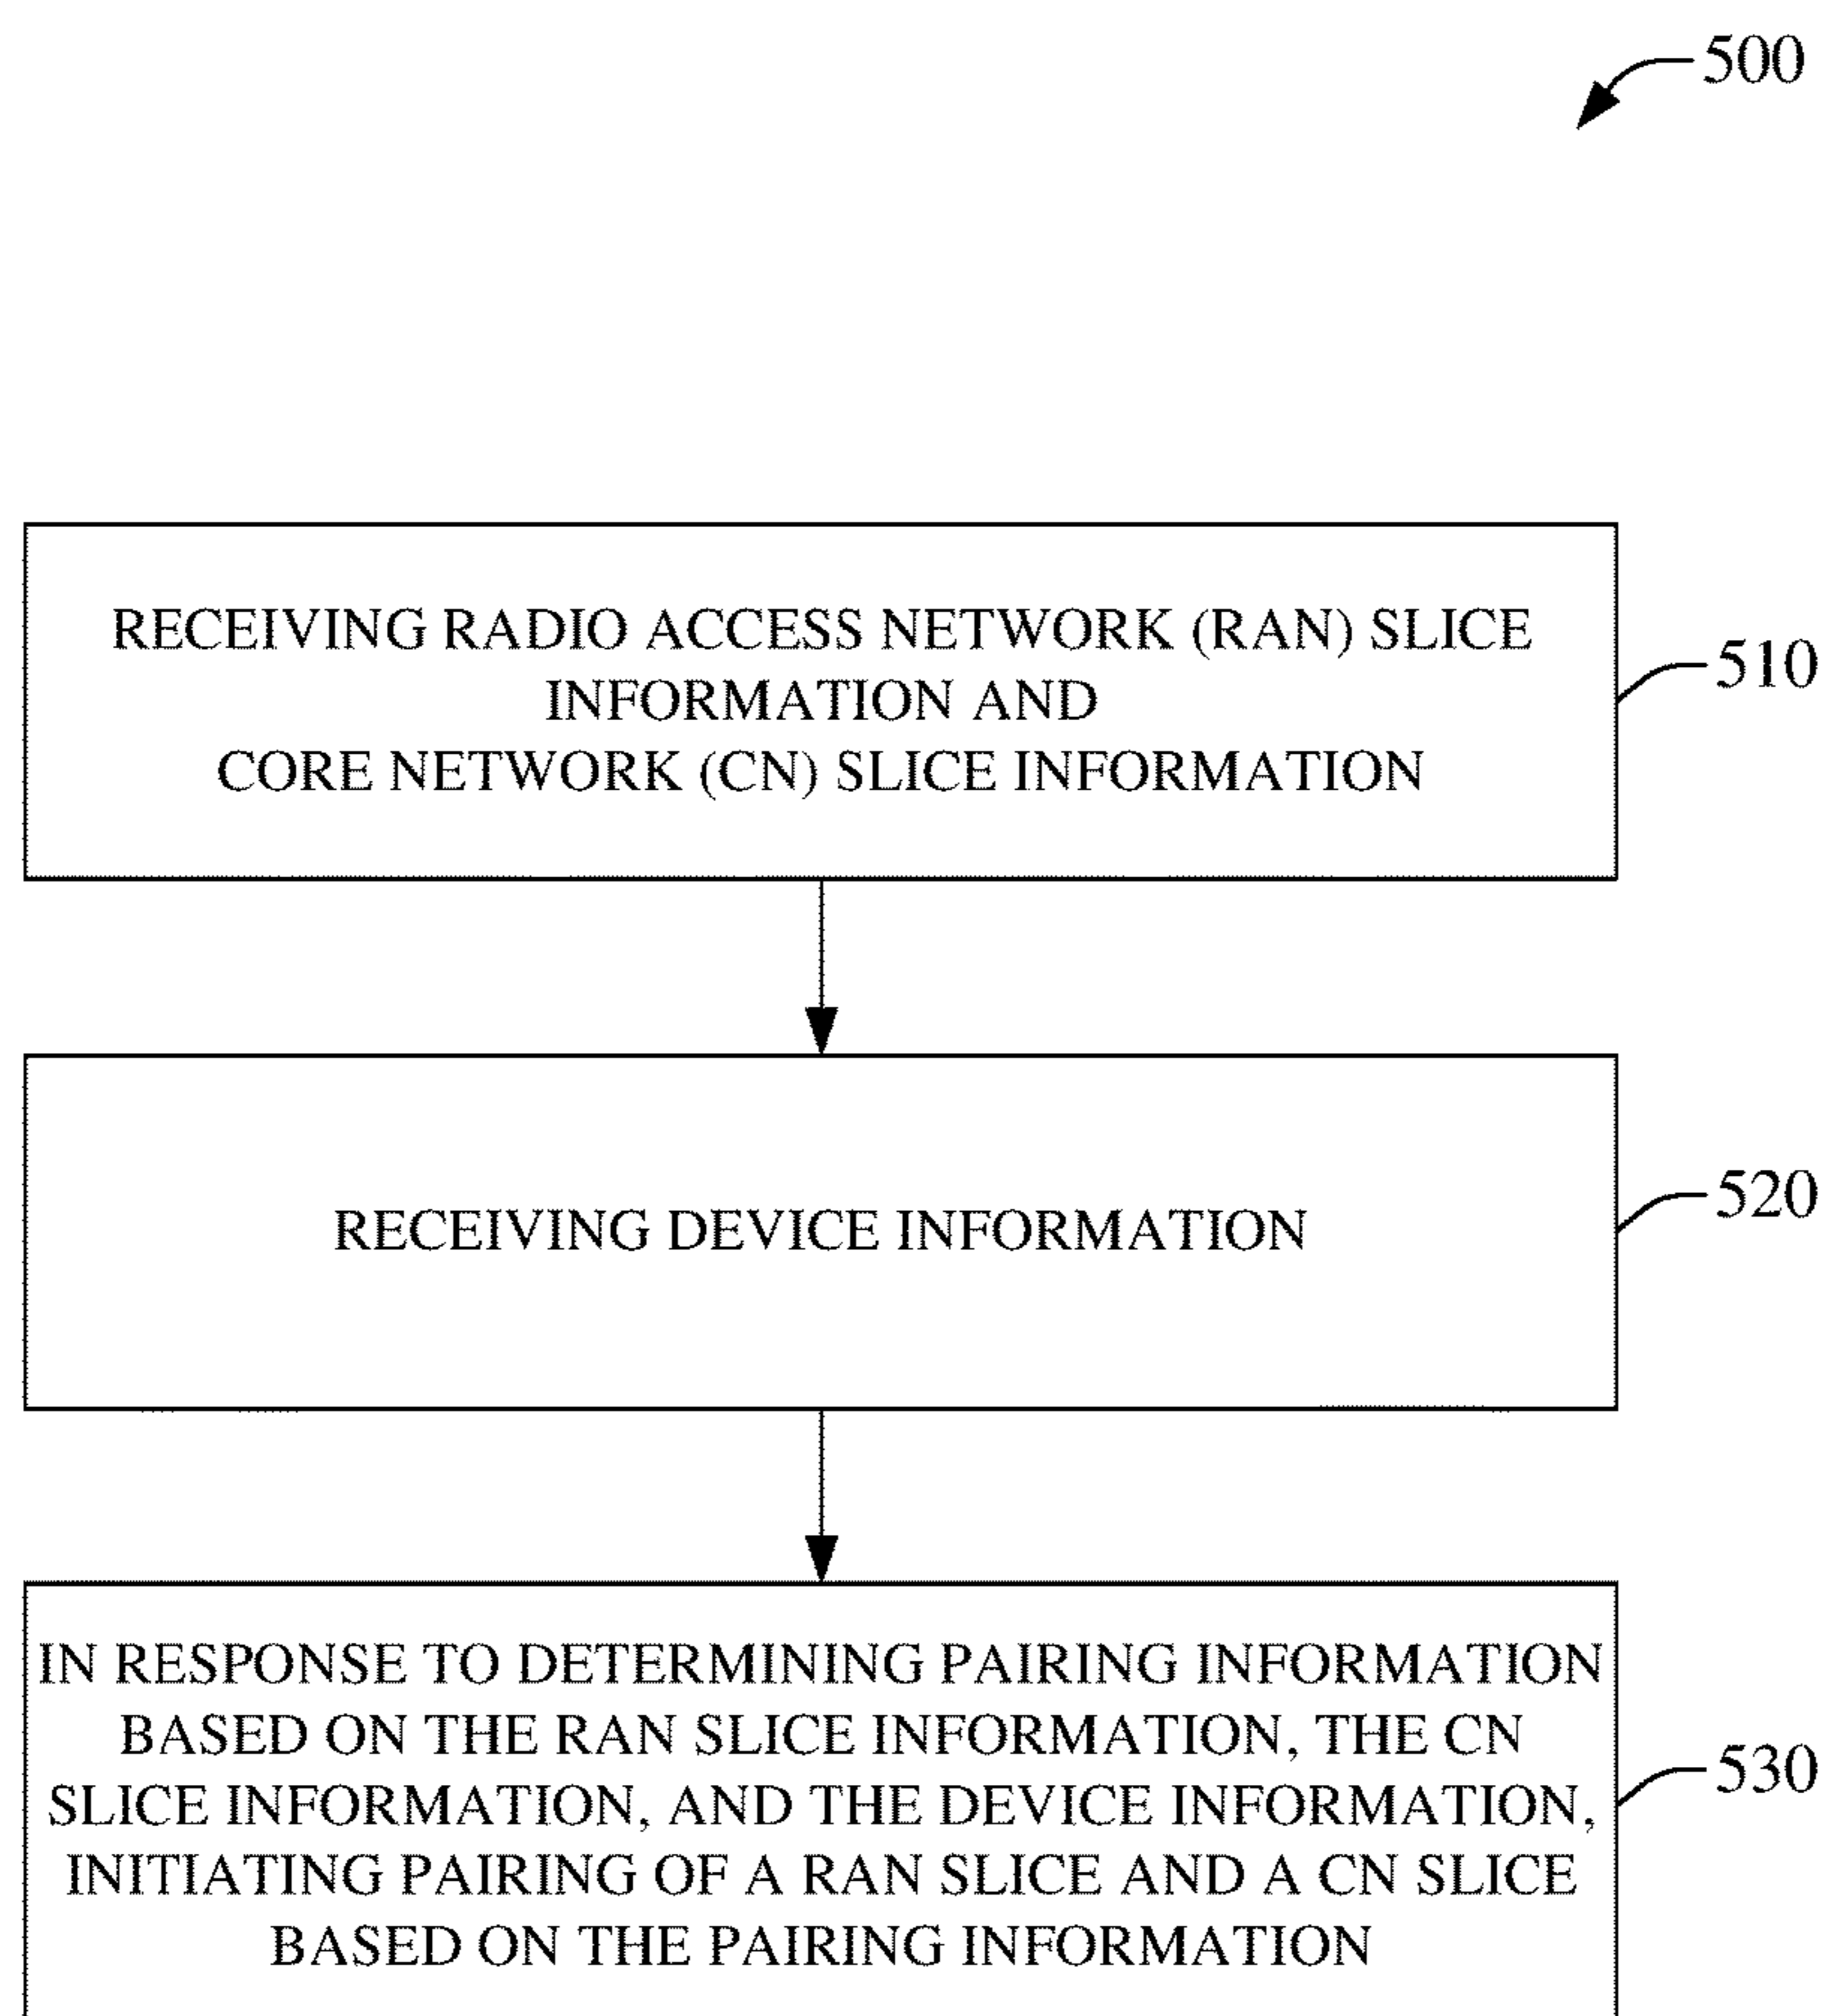 500
RECEIVING RADIO ACCESS NETWORK (RAN) SLICE
INFORMATION AND
CORE NETWORK (CN) SLICE INFORMATION
510
RECEIVING DEVICE INFORMATION
520
IN RESPONSE TO DETERMINING PAIRING INFORMATION
BASED ON THE RAN SLICE INFORMATION, THE CN
SLICE INFORMATION, AND THE DEVICE INFORMATION,
INITIATING PAIRING OF A RAN SLICE AND A CN SLICE
BASED ON THE PAIRING INFORMATION
530